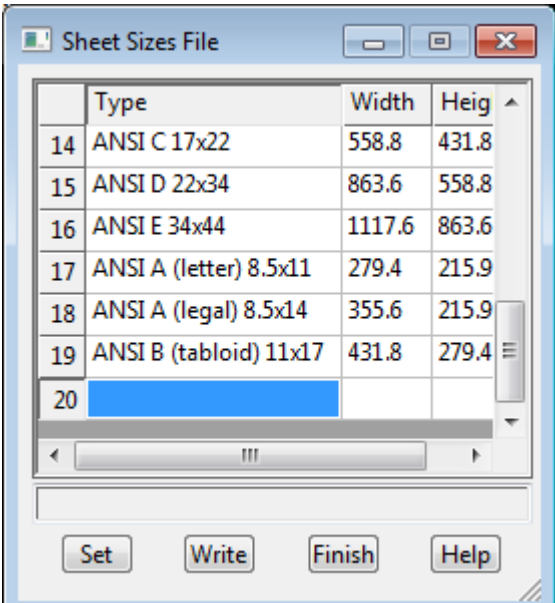 Sheet Sizes File
Type Width Heig
14 ANSI C 17x22 558.8 431.8
15 ANSI D 22x34 863.6 558.8
16 ANSI E 34x44 1117.6 863.6
17 ANSI A (letter) 8.5x11 279.4 215.9
18 ANSI A (legal) 8.5x14 355.6 215.9
19 ANSI B (tabloid) 11x17 431.8 279.4
20
Set Write Finish Help